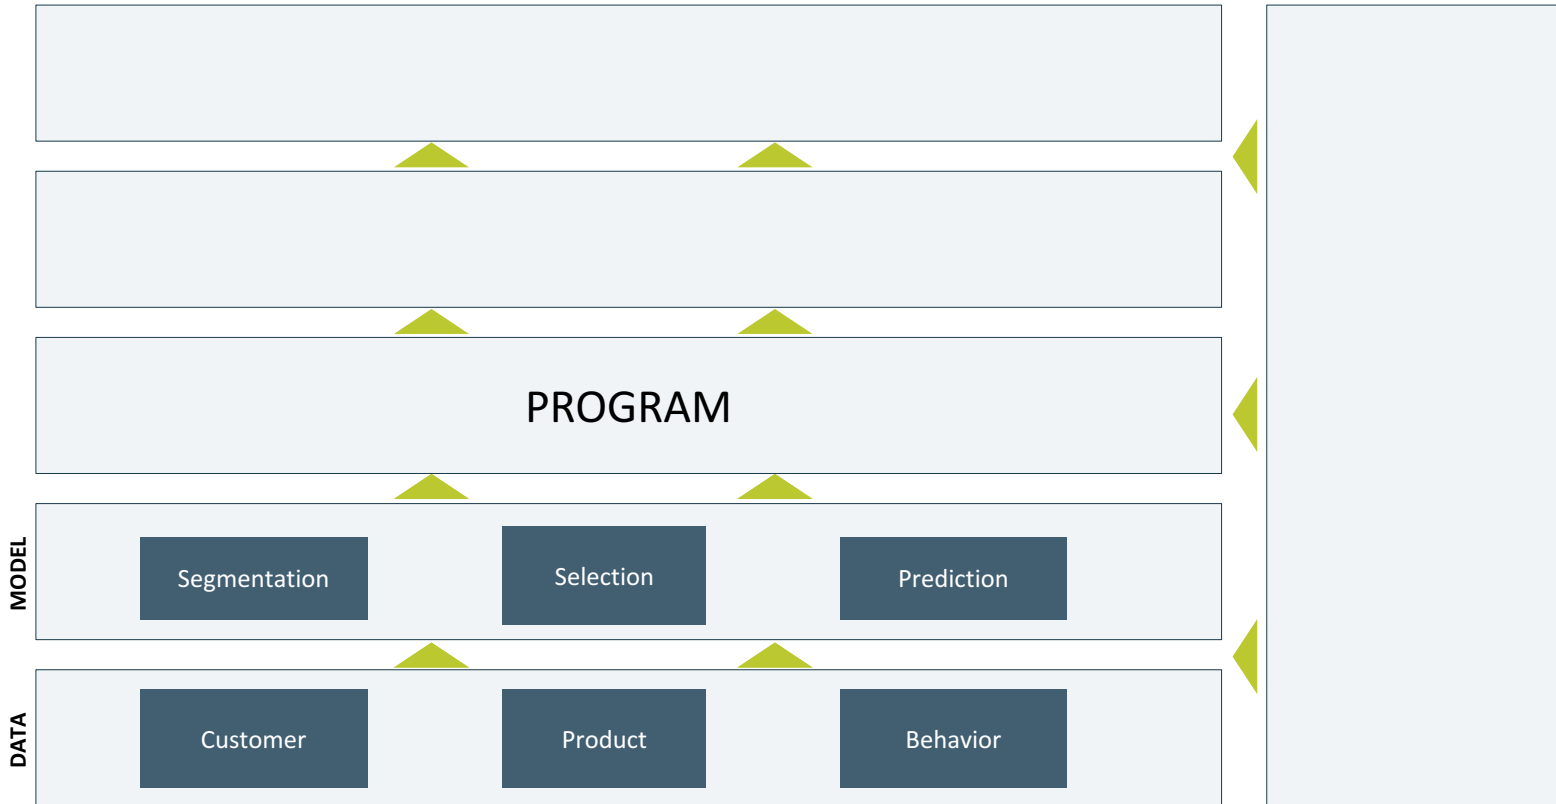 PROGRAM
MODEL
Segmentation
Selection
Prediction
DATA
Customer
Product
Behavior